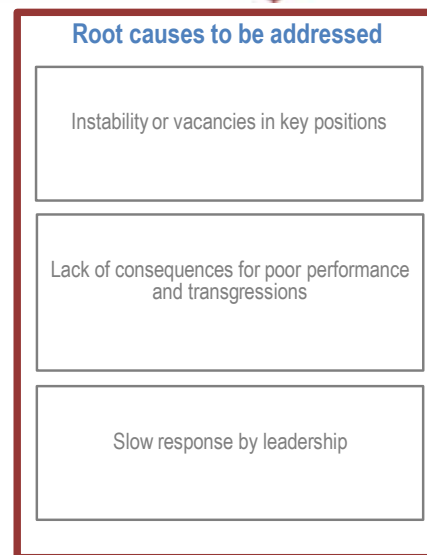 Root causes to be addressed
Instability or vacancies in key positions
Lack of consequences for poor performance
and transgressions
Slow response by leadership